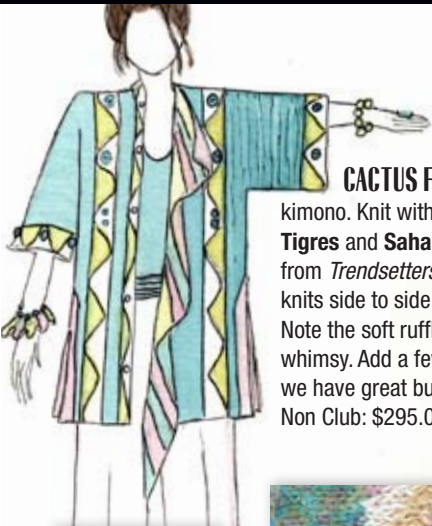 CACTUS F
kimono. Knit with
Tigres and Saha
from Trendsetters
knits side to side
Note the soft ruffl
whimsy. Add a fe
we have great bu
Non Club: $295.0